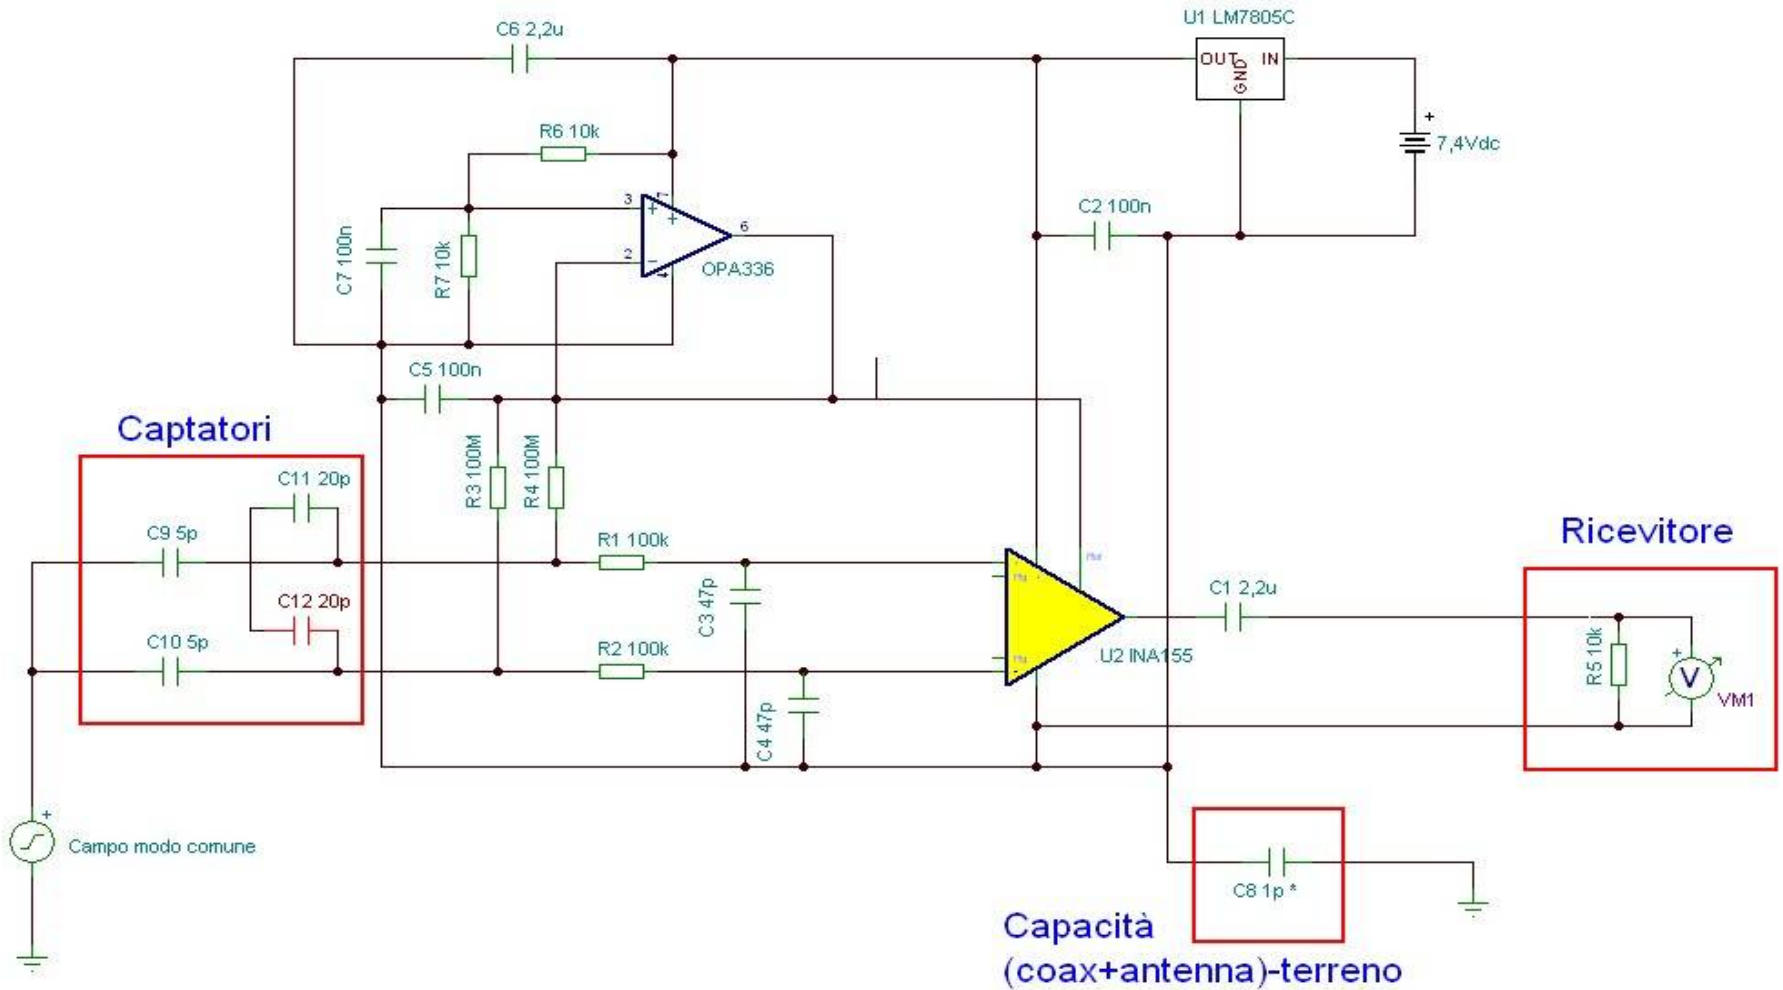 U1 LM7805C
C6 2,2u
OUT
IN
GND
+
7,4Vdc
R6 10k
3
+
7
+
6
2
-
4
OPA336
C7 100n
R7 10k
C2 100n
C5 100n
Captatori
R3 100M
R4 100M
C11 20p
C9 5p
C12 20p
C10 5p
R1 100k
R2 100k
C3 47p
C4 47p
U2 INA155
C1 2,2u
Ricevitore
R5 10k
+
V
VM1
+
Campo modo comune
C8 1p *
Capacità
(coax+antenna)-terreno